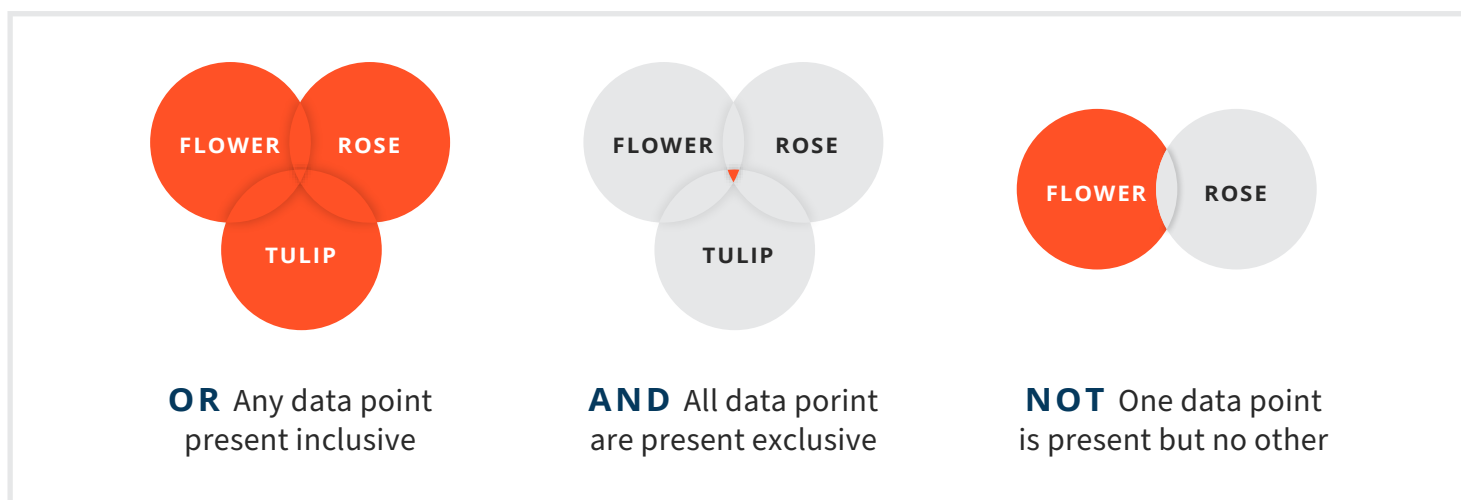 FLOWER
ROSE
TULIP
OR Any data point
present inclusive
FLOWER
ROSE
TULIP
AND All data porint
are present exclusive
FLOWER
ROSE
NOT One data point
is present but no other